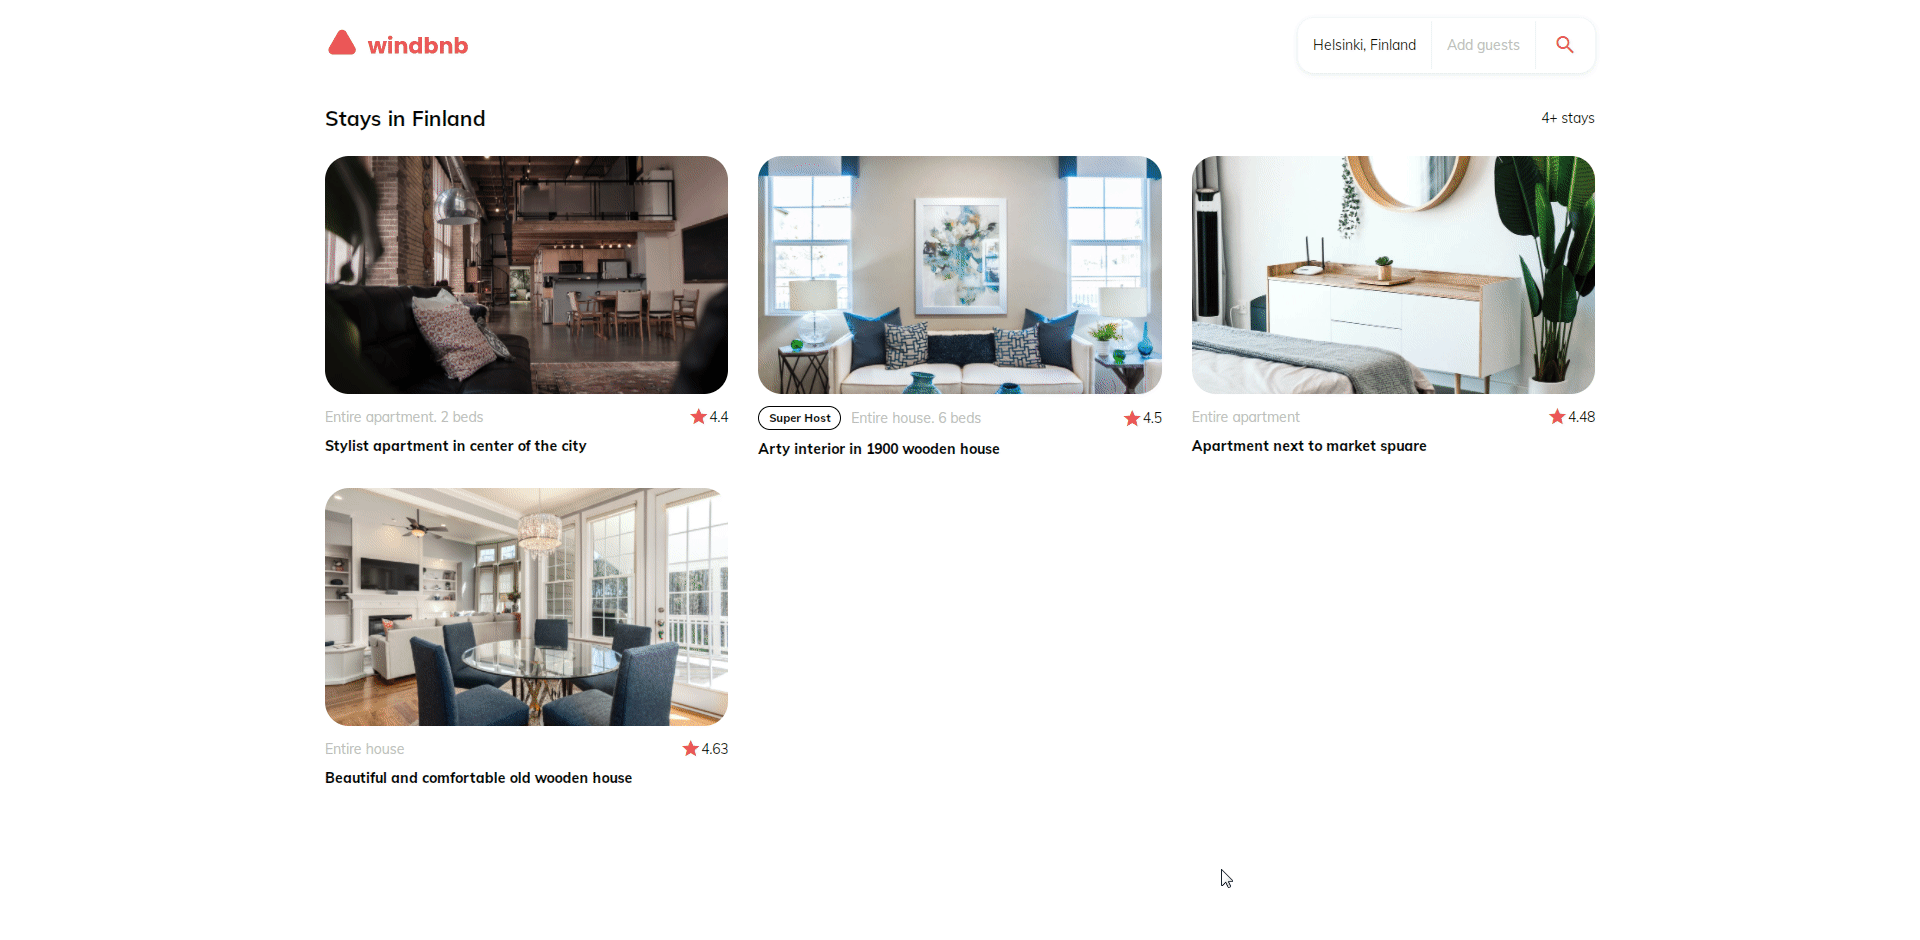 windbnb
Helsinki, Finland
Add guests
Stays in Finland
4+ stays
Entire apartment. 2 beds
4.4
Stylist apartment in center of the city
Super Host
Entire house. 6 beds
4.5
Arty interior in 1900 wooden house
Entire apartment
4.48
Apartment next to market spuare
Entire house
4.63
Beautiful and comfortable old wooden house